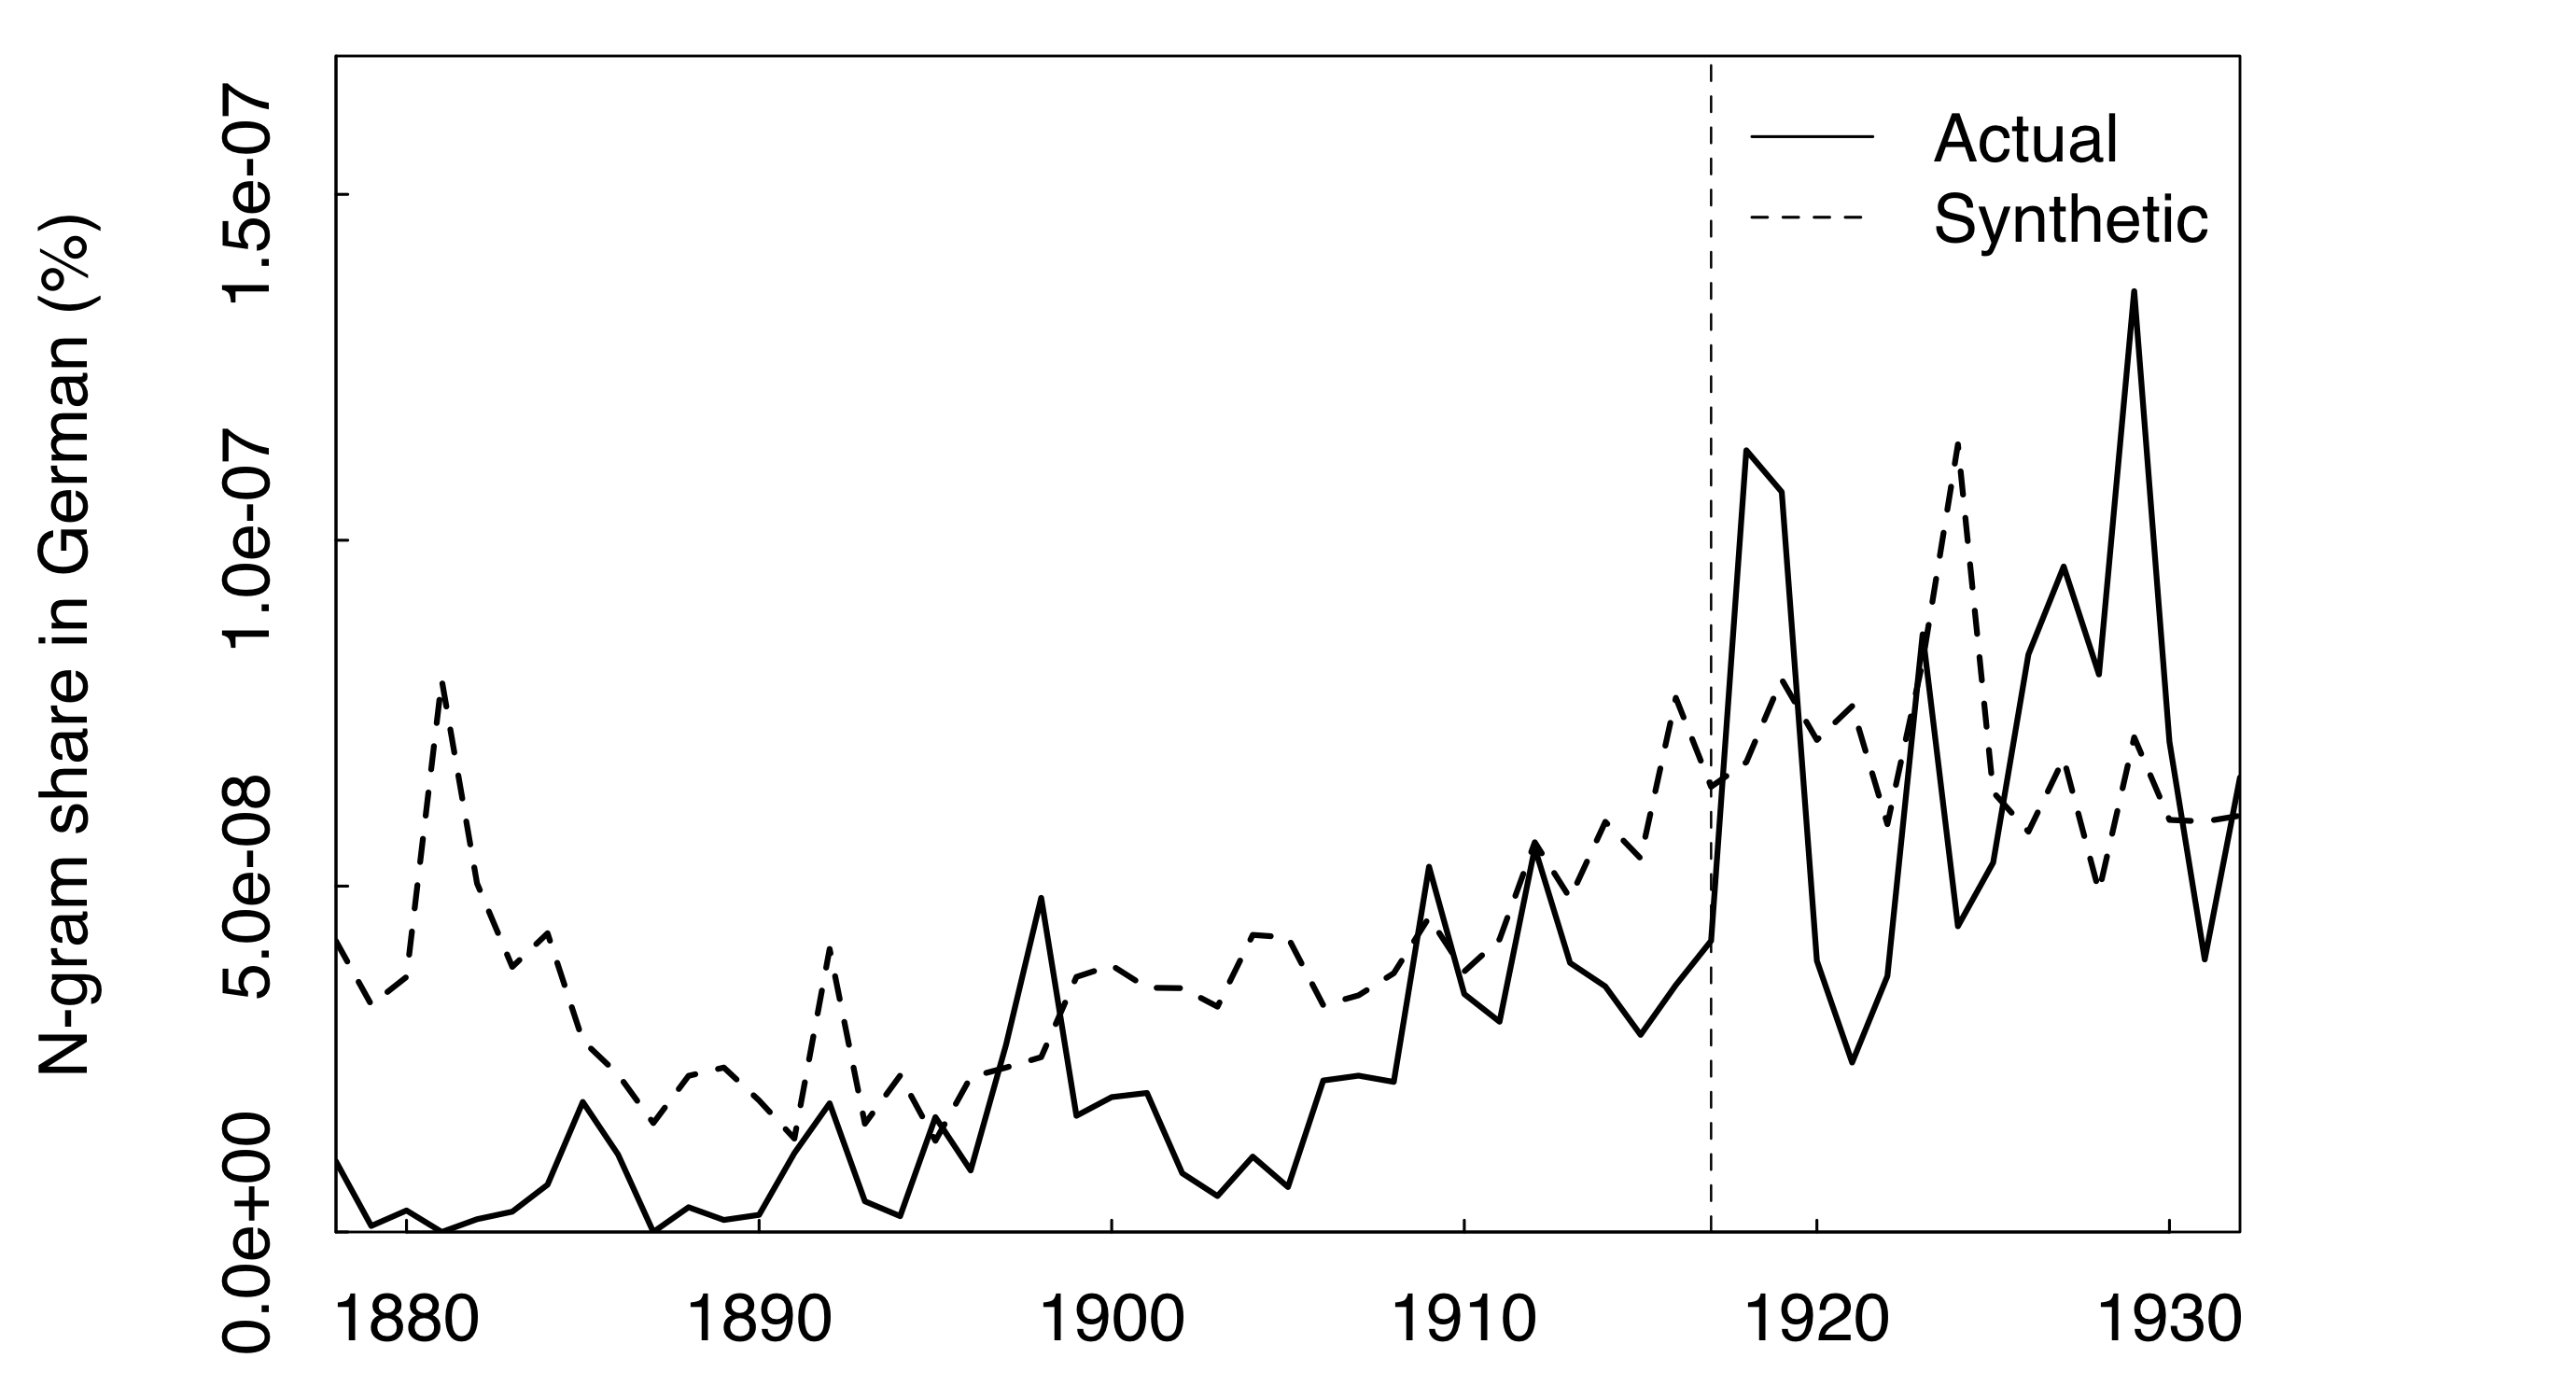 N-gram share in German (%)
1.5e-07
1.0e-07
5.0e-08
0.0e+00
Actual
Synthetic
1880 1890 1900 1910 1920 1930